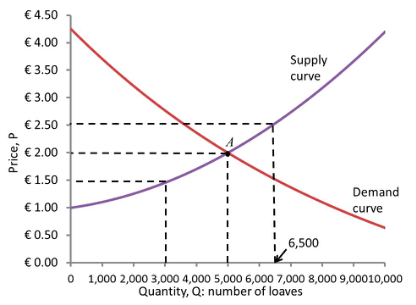 € 4.50
€ 4.00
€ 3.50
€ 3.00
€ 2.50
€ 2.00
€ 1.50
€ 1.00
€ 0.50
€ 0.00
Price, P
Supply
curve
A
Demand
curve
6,500
0 1,000 2,000 3,000 4,000 5,000 6,000 7,000 8,000 9,000 10,000
Quantity, Q: number of loaves